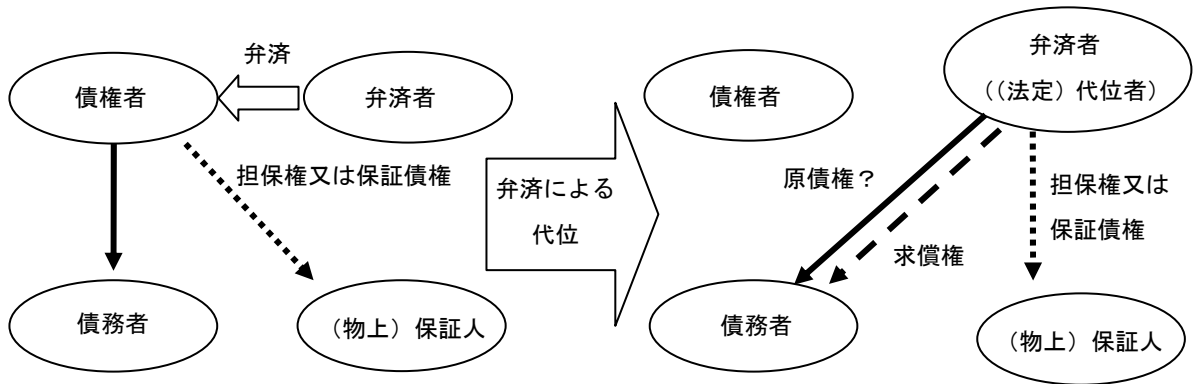 弁済
債権者
弁済者
担保権又は保証債権
債務者
(物上)保証人
弁済による
代位
債権者
弁済者
((法定)代位者)
原債権?
求償権
担保権又は
保証債権
債務者
(物上)保証人